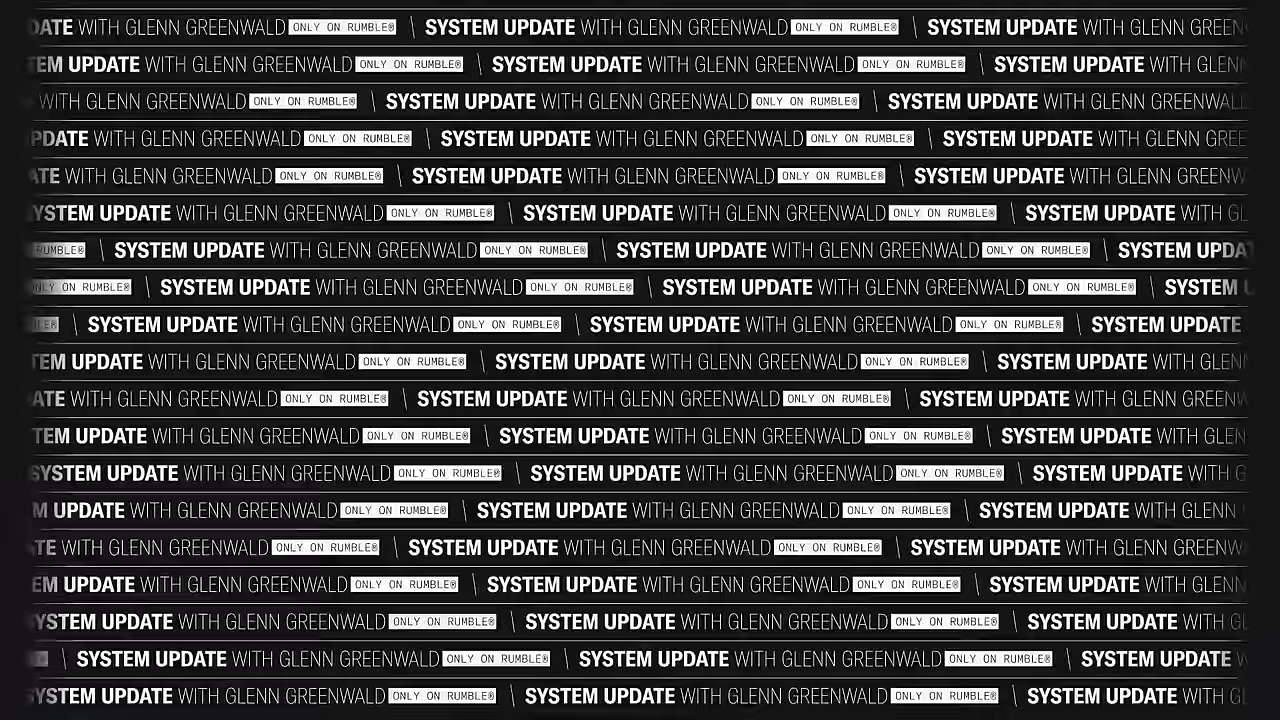 DATE WITH GLENN GREENWALD ONLY ON RUMBLE® \ SYSTEM UPDATE WITH GLENN GREENWALD ONLY ON RUMBLE® \ SYSTEM UPDATE WITH GLENN GREEN
TEM UPDATE WITH GLENN GREENWALD ONLY ON RUMBLE® \ SYSTEM UPDATE WITH GLENN GREENWALD ONLY ON RUMBLE® \ SYSTEM UPDATE WITH GLENN
WITH GLENN GREENWALD ONLY ON RUMBLE® \ SYSTEM UPDATE WITH GLENN GREENWALD ONLY ON RUMBLE® \ SYSTEM UPDATE WITH GLENN GREENWALD
PDATE WITH GLENN GREENWALD ONLY ON RUMBLE® \ SYSTEM UPDATE WITH GLENN GREENWALD ONLY ON RUMBLE® \ SYSTEM UPDATE WITH GLENN GREE
ATE WITH GLENN GREENWALD ONLY ON RUMBLE® \ SYSTEM UPDATE WITH GLENN GREENWALD ONLY ON RUMBLE® \ SYSTEM UPDATE WITH GLENN GREENW
YSTEM UPDATE WITH GLENN GREENWALD ONLY ON RUMBLE® \ SYSTEM UPDATE WITH GLENN GREENWALD ONLY ON RUMBLE® \ SYSTEM UPDATE WITH GL
RUMBLE® \ SYSTEM UPDATE WITH GLENN GREENWALD ONLY ON RUMBLE® \ SYSTEM UPDATE WITH GLENN GREENWALD ONLY ON RUMBLE® \ SYSTEM UPDAT
ONLY ON RUMBLE® \ SYSTEM UPDATE WITH GLENN GREENWALD ONLY ON RUMBLE® \ SYSTEM UPDATE WITH GLENN GREENWALD ONLY ON RUMBLE® \ SYSTEM U
BLE® \ SYSTEM UPDATE WITH GLENN GREENWALD ONLY ON RUMBLE® \ SYSTEM UPDATE WITH GLENN GREENWALD ONLY ON RUMBLE® \ SYSTEM UPDATE
TEM UPDATE WITH GLENN GREENWALD ONLY ON RUMBLE® \ SYSTEM UPDATE WITH GLENN GREENWALD ONLY ON RUMBLE® \ SYSTEM UPDATE WITH GLENN
ATE WITH GLENN GREENWALD ONLY ON RUMBLE® \ SYSTEM UPDATE WITH GLENN GREENWALD ONLY ON RUMBLE® \ SYSTEM UPDATE WITH GLENN GREENW
TEM UPDATE WITH GLENN GREENWALD ONLY ON RUMBLE® \ SYSTEM UPDATE WITH GLENN GREENWALD ONLY ON RUMBLE® \ SYSTEM UPDATE WITH GLEN
SYSTEM UPDATE WITH GLENN GREENWALD ONLY ON RUMBLE® \ SYSTEM UPDATE WITH GLENN GREENWALD ONLY ON RUMBLE® \ SYSTEM UPDATE WITH G
M UPDATE WITH GLENN GREENWALD ONLY ON RUMBLE® \ SYSTEM UPDATE WITH GLENN GREENWALD ONLY ON RUMBLE® \ SYSTEM UPDATE WITH GLENN
ATE WITH GLENN GREENWALD ONLY ON RUMBLE® \ SYSTEM UPDATE WITH GLENN GREENWALD ONLY ON RUMBLE® \ SYSTEM UPDATE WITH GLENN GREENW
EM UPDATE WITH GLENN GREENWALD ONLY ON RUMBLE® \ SYSTEM UPDATE WITH GLENN GREENWALD ONLY ON RUMBLE® \ SYSTEM UPDATE WITH GLENN
YSTEM UPDATE WITH GLENN GREENWALD ONLY ON RUMBLE® \ SYSTEM UPDATE WITH GLENN GREENWALD ONLY ON RUMBLE® \ SYSTEM UPDATE WITH GL
\ SYSTEM UPDATE WITH GLENN GREENWALD ONLY ON RUMBLE® \ SYSTEM UPDATE WITH GLENN GREENWALD ONLY ON RUMBLE® \ SYSTEM UPDATE W
YSTEM UPDATE WITH GLENN GREENWALD ONLY ON RUMBLE® \ SYSTEM UPDATE WITH GLENN GREENWALD ONLY ON RUMBLE® \ SYSTEM UPDATE WITH GL